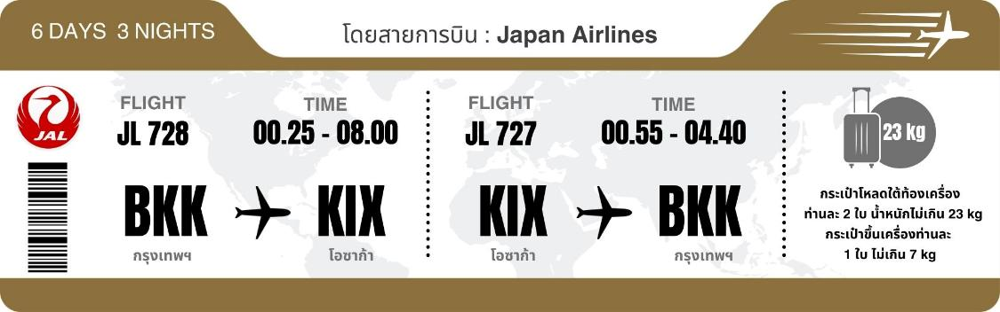 6 DAYS 3 NIGHTS
โดยสายการบิน : Japan Airlines
JAL
FLIGHT
JL 728
TIME
00.25 - 08.00
BKK
กรุงเทพฯ
KIX
โอซาก้า
FLIGHT
JL 727
TIME
00.55 - 04.40
KIX
โอซาก้า
BKK
กรุงเทพฯ
23 kg
กระเป๋าโหลดใต้ท้องเครื่อง
ท่านละ 2 ใบ น้ำหนักไม่เกิน 23 kg
กระเป๋าขึ้นเครื่องท่านละ
1 ใบ ไม่เกิน 7 kg